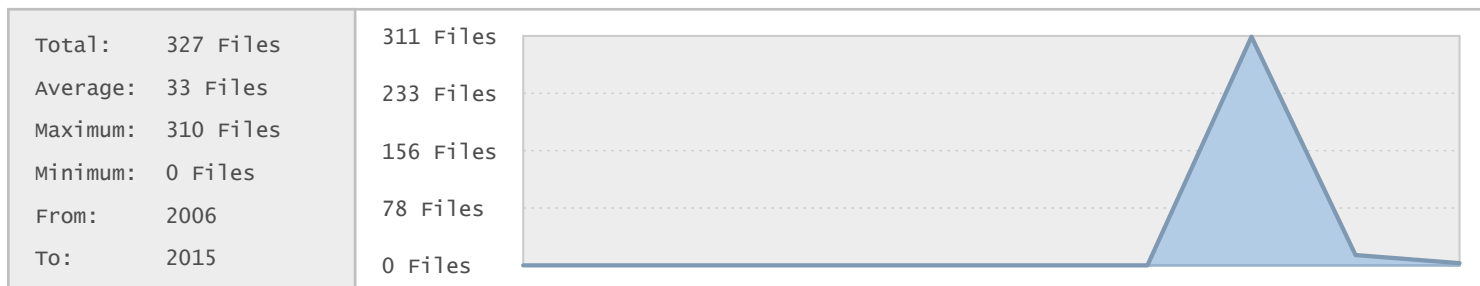 Total: 327 Files
Average: 33 Files
Maximum: 310 Files
Minimum: 0 Files
From: 2006
To: 2015
311 Files
233 Files
156 Files
78 Files
0 Files